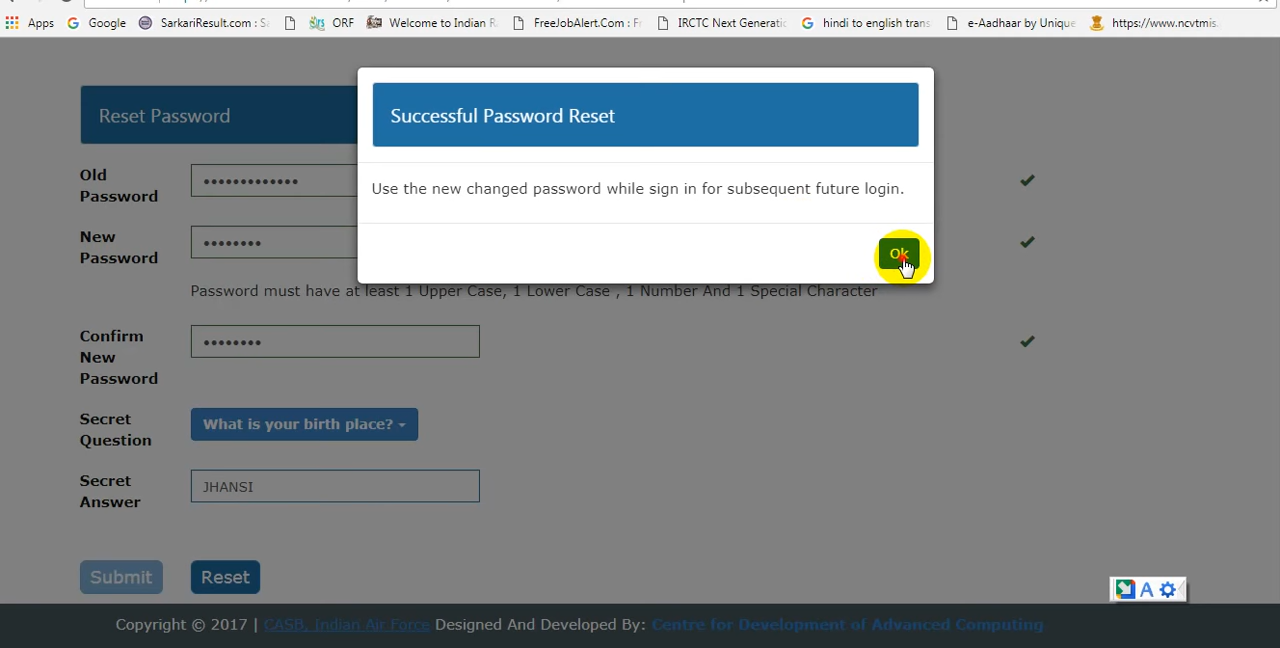 Apps Google SarkariResult.com : Sa ORF Welcome to Indian R FreeJobAlert.Com : Fr IRCTC Next Generatio hindi to english trans e-Aadhaar by Unique https://www.ncvtmis.
Reset Password
Successful Password Reset
Old
Password
Use the new changed password while sign in for subsequent future login.
New
Password
Ok
Password must have at least 1 Upper Case, 1 Lower Case , 1 Number And 1 Special Character
Confirm
New
Password
Secret
Question
What is your birth place?
Secret
Answer
JHANSI
Submit Reset
A
Copyright © 2017 | CASB, Indian Air Force Designed And Developed By: Centre for Development of Advanced Computing